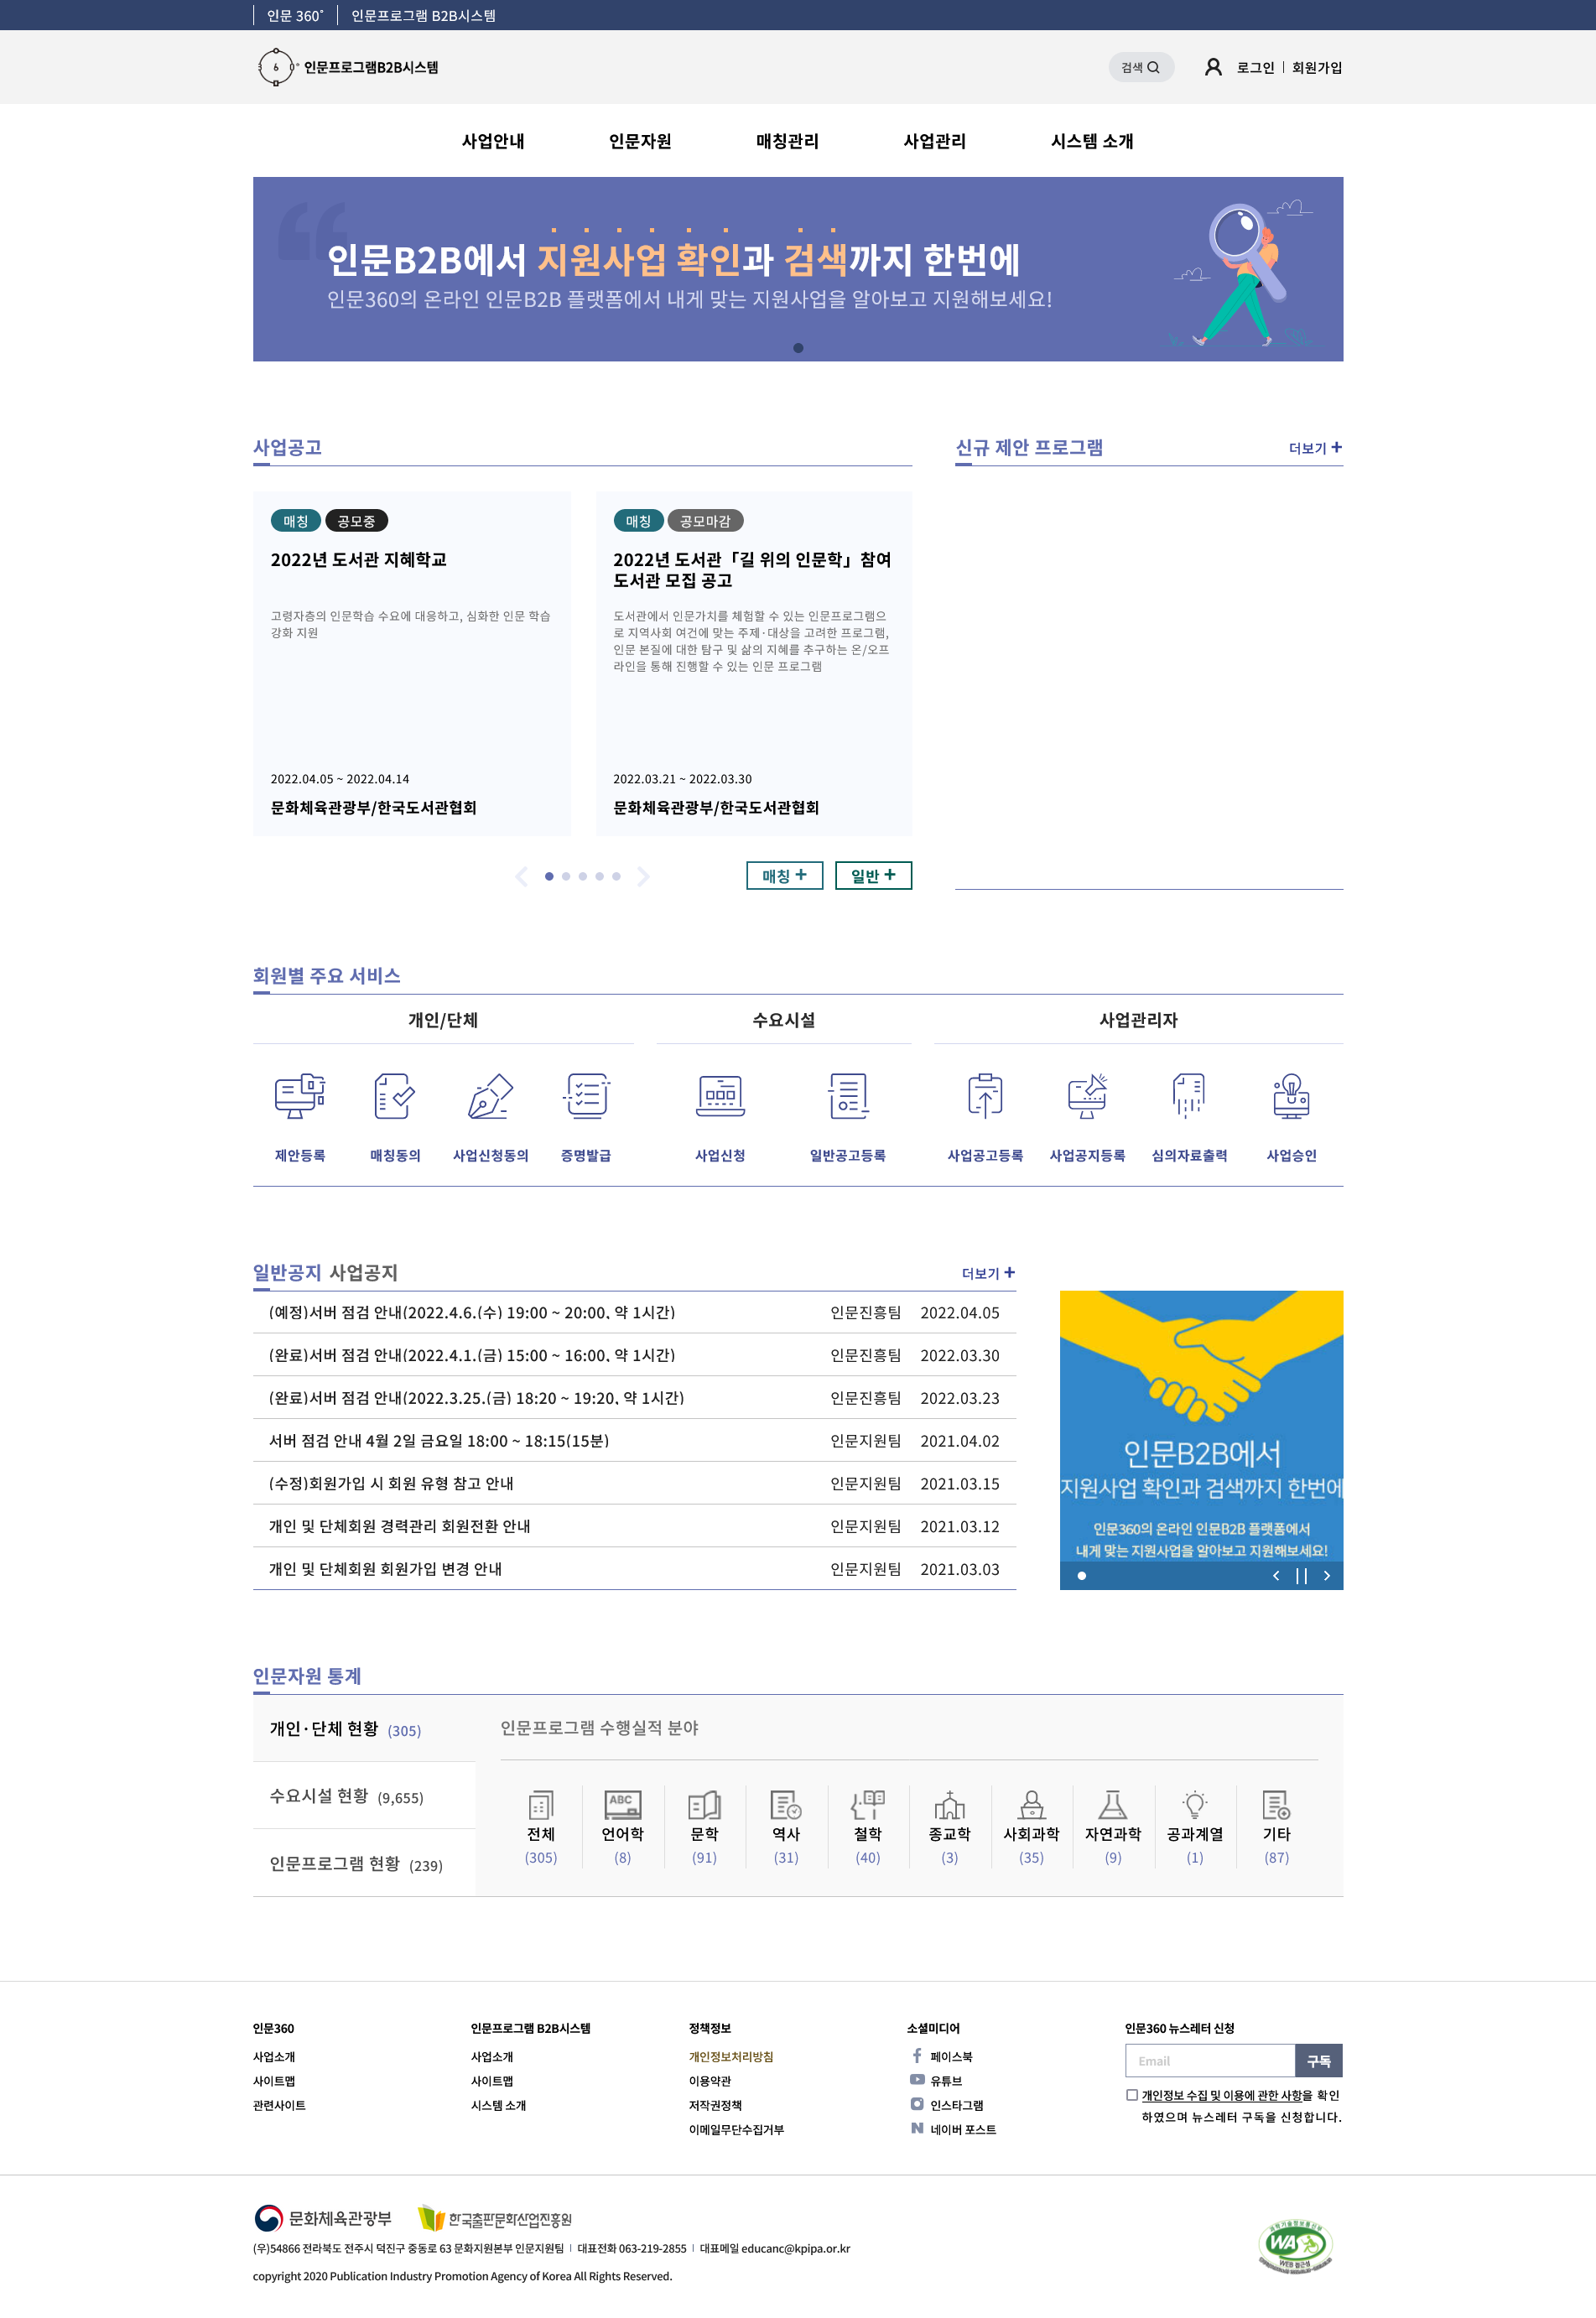 인문 360˚ 인문프로그램 B2B시스템
인문프로그램B2B시스템
검색 로그인 회원가입
사업안내 인문자원 매칭관리 사업관리 시스템 소개
인문B2B에서 지원사업 확인과 검색까지 한번에
인문360의 온라인 인문B2B 플랫폼에서 내게 맞는 지원사업을 알아보고 지원해보세요!
사업공고
매칭 공모중
2022년 도서관 지혜학교
고령자층의 인문학습 수요에 대응하고, 심화한 인문 학습
강화 지원
2022.04.05 ~ 2022.04.14
문화체육관광부/한국도서관협회
매칭 공모마감
2022년 도서관「길 위의 인문학」참여
도서관 모집 공고
도서관에서 인문가치를 체험할 수 있는 인문프로그램으
로 지역사회 여건에 맞는 주제·대상을 고려한 프로그램,
인문 본질에 대한 탐구 및 삶의 지혜를 추구하는 온/오프
라인을 통해 진행할 수 있는 인문 프로그램
2022.03.21 ~ 2022.03.30
문화체육관광부/한국도서관협회
매칭 + 일반 +
신규 제안 프로그램 더보기 +
회원별 주요 서비스
개인/단체 수요시설 사업관리자
제안등록 매칭동의 사업신청동의 증명발급 사업신청 일반공고등록 사업공고등록 사업공지등록 심의자료출력 사업승인
일반공지 사업공지 더보기 +
(예정)서버 점검 안내(2022.4.6.(수) 19:00 ~ 20:00, 약 1시간) 인문진흥팀 2022.04.05
(완료)서버 점검 안내(2022.4.1.(금) 15:00 ~ 16:00, 약 1시간) 인문진흥팀 2022.03.30
(완료)서버 점검 안내(2022.3.25.(금) 18:20 ~ 19:20, 약 1시간) 인문진흥팀 2022.03.23
서버 점검 안내 4월 2일 금요일 18:00 ~ 18:15(15분) 인문지원팀 2021.04.02
(수정)회원가입 시 회원 유형 참고 안내 인문지원팀 2021.03.15
개인 및 단체회원 경력관리 회원전환 안내 인문지원팀 2021.03.12
개인 및 단체회원 회원가입 변경 안내 인문지원팀 2021.03.03
인문B2B에서
지원사업 확인과 검색까지 한번에
인문360의 온라인 인문B2B 플랫폼에서
내게 맞는 지원사업을 알아보고 지원해보세요!
인문자원 통계
개인·단체 현황 (305)
수요시설 현황 (9,655)
인문프로그램 현황 (239)
인문프로그램 수행실적 분야
ABC
전체 언어학 문학 역사 철학 종교학 사회과학 자연과학 공과계열 기타
(305) (8) (91) (31) (40) (3) (35) (9) (1) (87)
인문360
사업소개
사이트맵
관련사이트
인문프로그램 B2B시스템
사업소개
사이트맵
시스템 소개
정책정보
개인정보처리방침
이용약관
저작권정책
이메일무단수집거부
소셜미디어
페이스북
유튜브
인스타그램
네이버 포스트
인문360 뉴스레터 신청
Email 구독
개인정보 수집 및 이용에 관한 사항을 확인
하였으며 뉴스레터 구독을 신청합니다.
문화체육관광부 한국출판문화산업진흥원
(우)54866 전라북도 전주시 덕진구 중동로 63 문화지원본부 인문지원팀 | 대표전화 063-219-2855 | 대표메일 educanc@kpipa.or.kr
copyright 2020 Publication Industry Promotion Agency of Korea All Rights Reserved.
WA
WEB 접근성